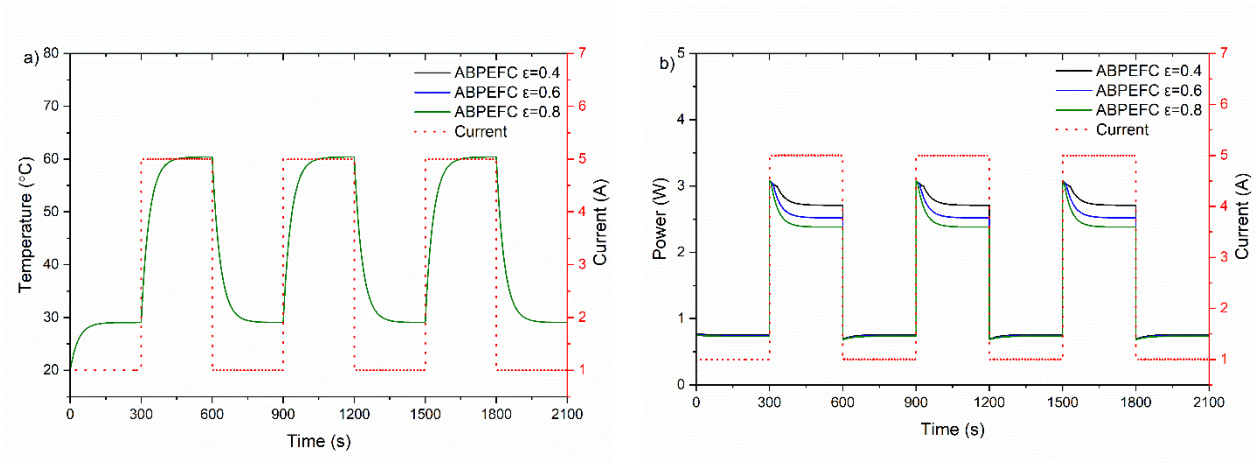 a)
80
70
60
50
40
30
20
Temperature (°C)
ABPEFC ε=0.4
ABPEFC ε=0.6
ABPEFC ε=0.8
Current
7
6
5
4
3
2
1
Current (A)
0 300 600 900 1200 1500 1800 2100
Time (s)
b)
5
4
3
2
1
0
Power (W)
ABPEFC ε=0.4
ABPEFC ε=0.6
ABPEFC ε=0.8
Current
7
6
5
4
3
2
1
Current (A)
0 300 600 900 1200 1500 1800 2100
Time (s)